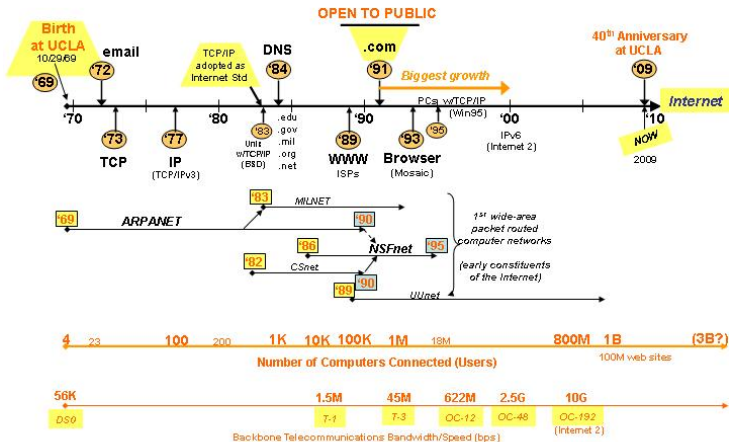 OPEN TO PUBLIC
Birth
at UCLA
10/29/69
email
TCP/IP
adopted as
Internet Std
DNS
.com
40th Anniversary
at UCLA
'69
'72
'84
'91
Biggest growth
'09
PCs w/TCP/IP
(Win95)
Internet
'70
'80
'90
'00
'10
'73
'77
'83
.edu
.gov
.mil
.org
.net
'89
'93
'95
IPv6
(Internet 2)
NOW
2009
TCP
IP
(TCP/IPv3)
Unix
w/TCP/IP
(BSD)
WWW
ISPs
Browser
(Mosaic)
'83
MILNET
'69
ARPANET
'90
1st wide-area
packet routed
computer networks
(early constituents
of the Internet)
'86
NSFnet
'95
'82
CSnet
'90
'89
UUnet
4
23
100
200
1K
10K
100K
1M
18M
800M
1B
(3B?)
Number of Computers Connected (Users)
100M web sites
56K
1.5M
45M
622M
2.5G
10G
DS0
T-1
T-3
OC-12
OC-48
OC-192
(Internet 2)
Backbone Telecommunications Bandwidth/Speed (bps)